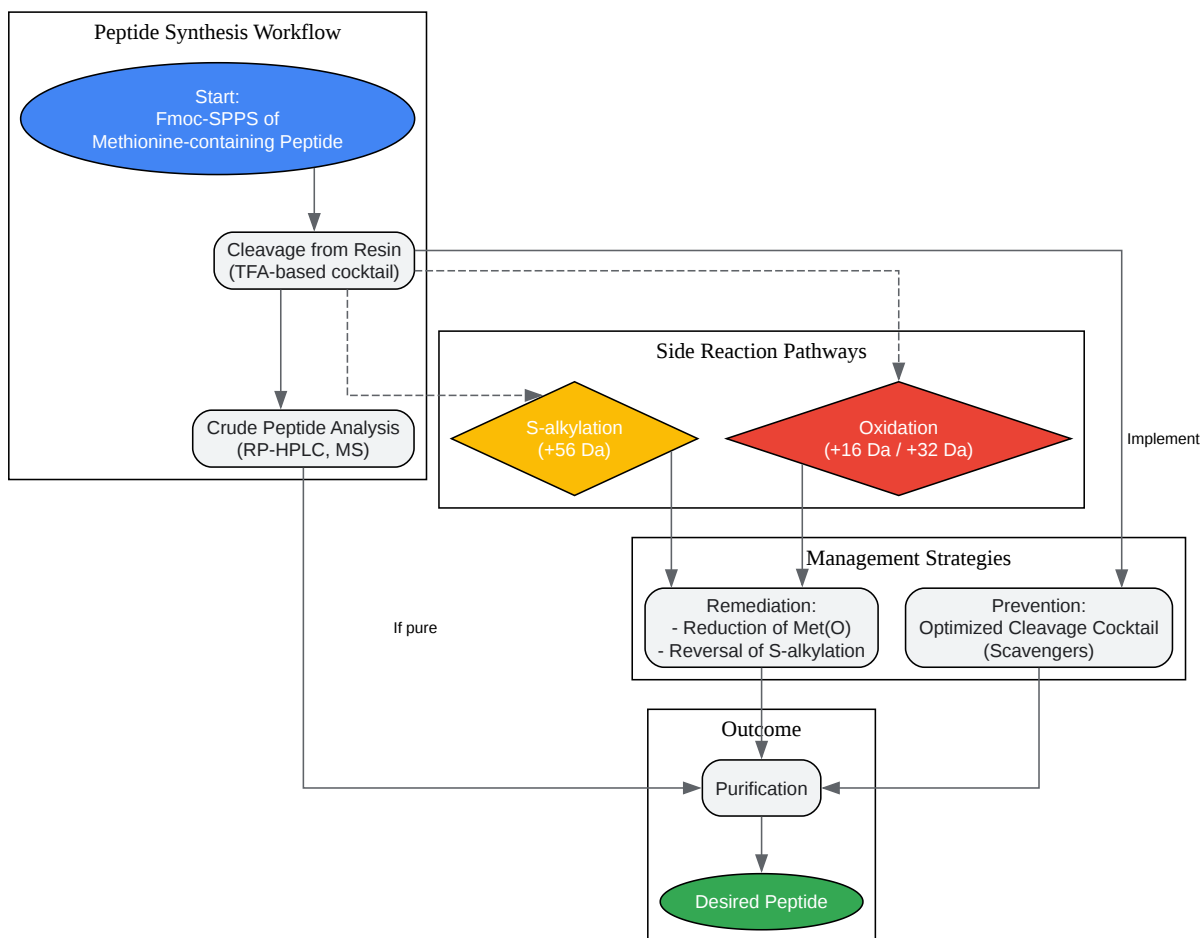 Peptide Synthesis Workflow
Start:
Fmoc-SPPS of
Methionine-containing Peptide
Cleavage from Resin
(TFA-based cocktail)
Crude Peptide Analysis
(RP-HPLC, MS)
Side Reaction Pathways
S-alkylation
(+56 Da)
Oxidation
(+16 Da / +32 Da)
Implement
If pure
Management Strategies
Remediation:
- Reduction of Met(O)
- Reversal of S-alkylation
Prevention:
Optimized Cleavage Cocktail
(Scavengers)
Outcome
Purification
Desired Peptide